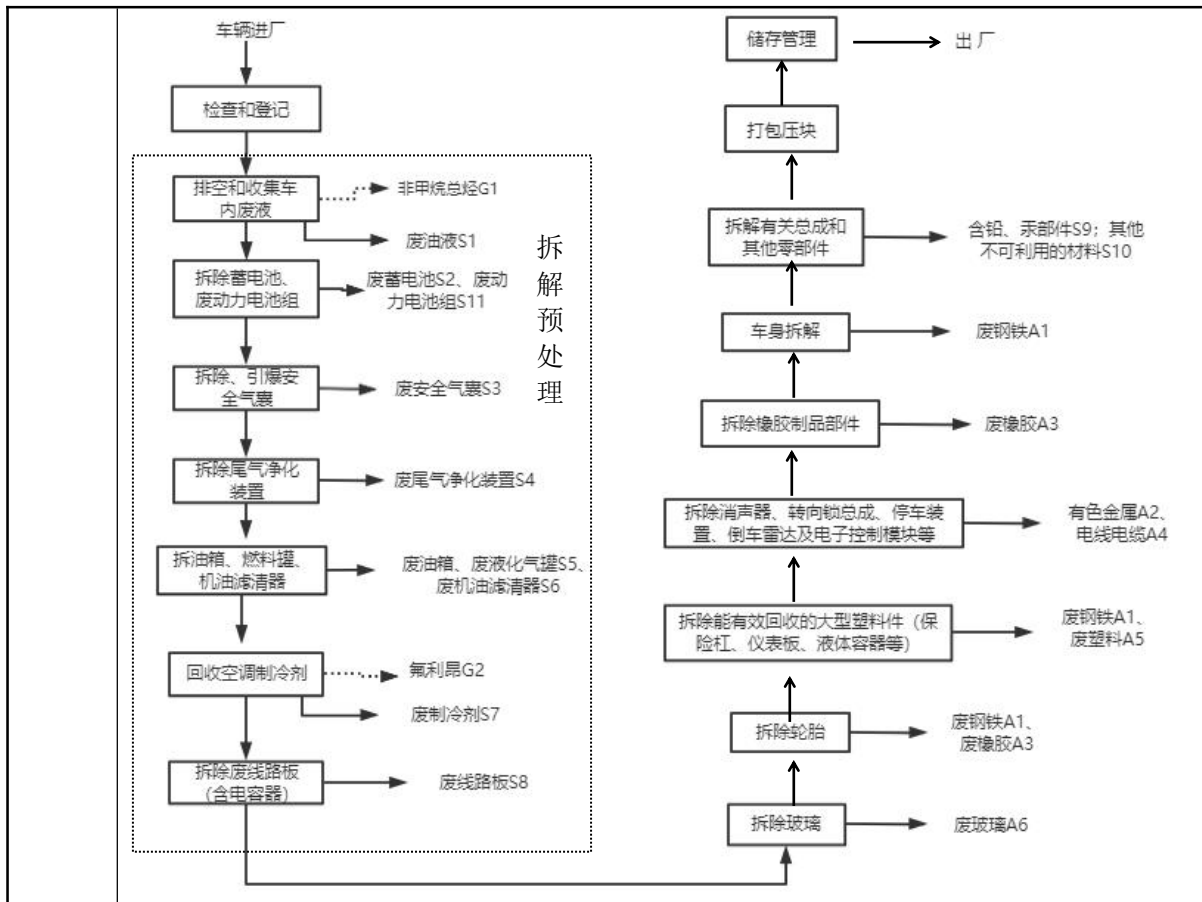 车辆进厂
检查和登记
排空和收集车
内废液
非甲烷总烃G1
废油液S1
拆除蓄电池、
废动力电池组
废蓄电池S2、废动
力电池组S11
拆除、引爆安
全气囊
废安全气囊S3
拆除尾气净化
装置
废尾气净化装置S4
拆油箱、燃料罐、
机油滤清器
废油箱、废液化气罐S5、
废机油滤清器S6
回收空调制冷剂
氟利昂G2
废制冷剂S7
拆除废线路板
（含电容器）
废线路板S8
拆
解
预
处
理
拆除玻璃
废玻璃A6
拆除轮胎
废钢铁A1、
废橡胶A3
拆除能有效回收的大型塑料件（保
险杠、仪表板、液体容器等）
废钢铁A1、
废塑料A5
拆除消声器、转向锁总成、停车装
置、倒车雷达及电子控制模块等
有色金属A2、
电线电缆A4
拆除橡胶制品部件
废橡胶A3
车身拆解
废钢铁A1
拆解有关总成和
其他零部件
含铅、汞部件S9；其他
不可利用的材料S10
打包压块
储存管理
出厂